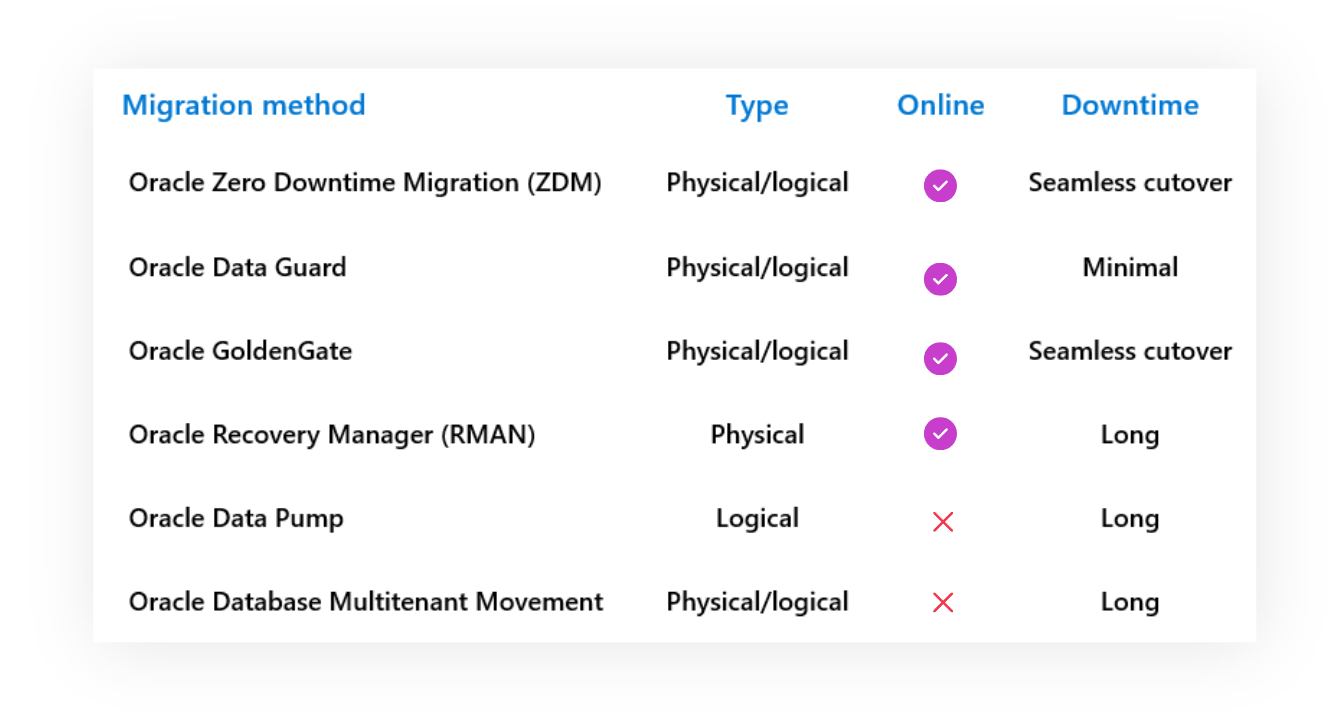 Migration method Type Online Downtime
Oracle Zero Downtime Migration (ZDM) Physical/logical Seamless cutover
Oracle Data Guard Physical/logical Minimal
Oracle GoldenGate Physical/logical Seamless cutover
Oracle Recovery Manager (RMAN) Physical Long
Oracle Data Pump Logical Long
Oracle Database Multitenant Movement Physical/logical Long